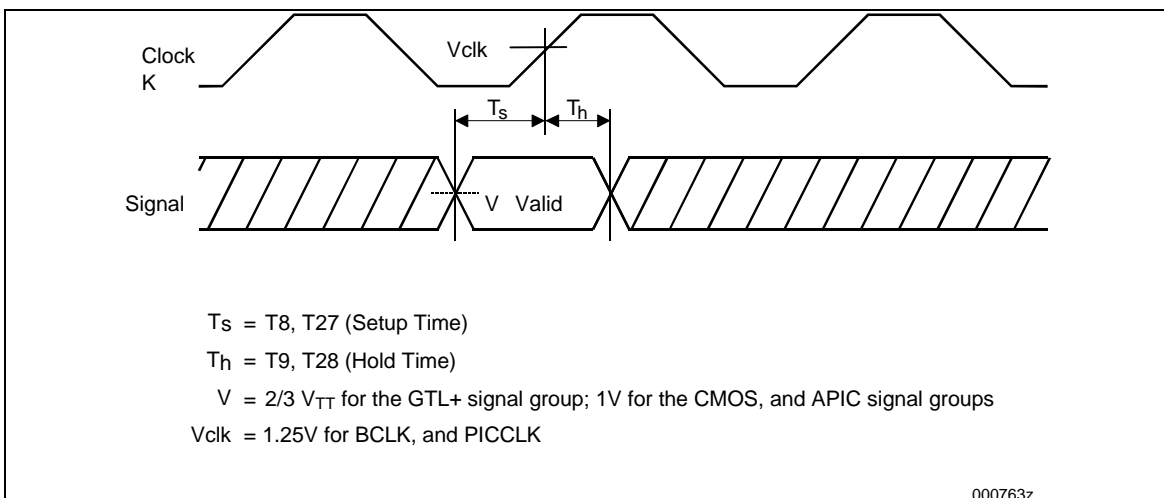 Clock
K
Vclk
Ts
Th
Signal
V Valid
Ts = T8, T27 (Setup Time)
Th = T9, T28 (Hold Time)
V = 2/3 VTT for the GTL+ signal group; 1V for the CMOS, and APIC signal groups
Vclk = 1.25V for BCLK, and PICCLK
000763z